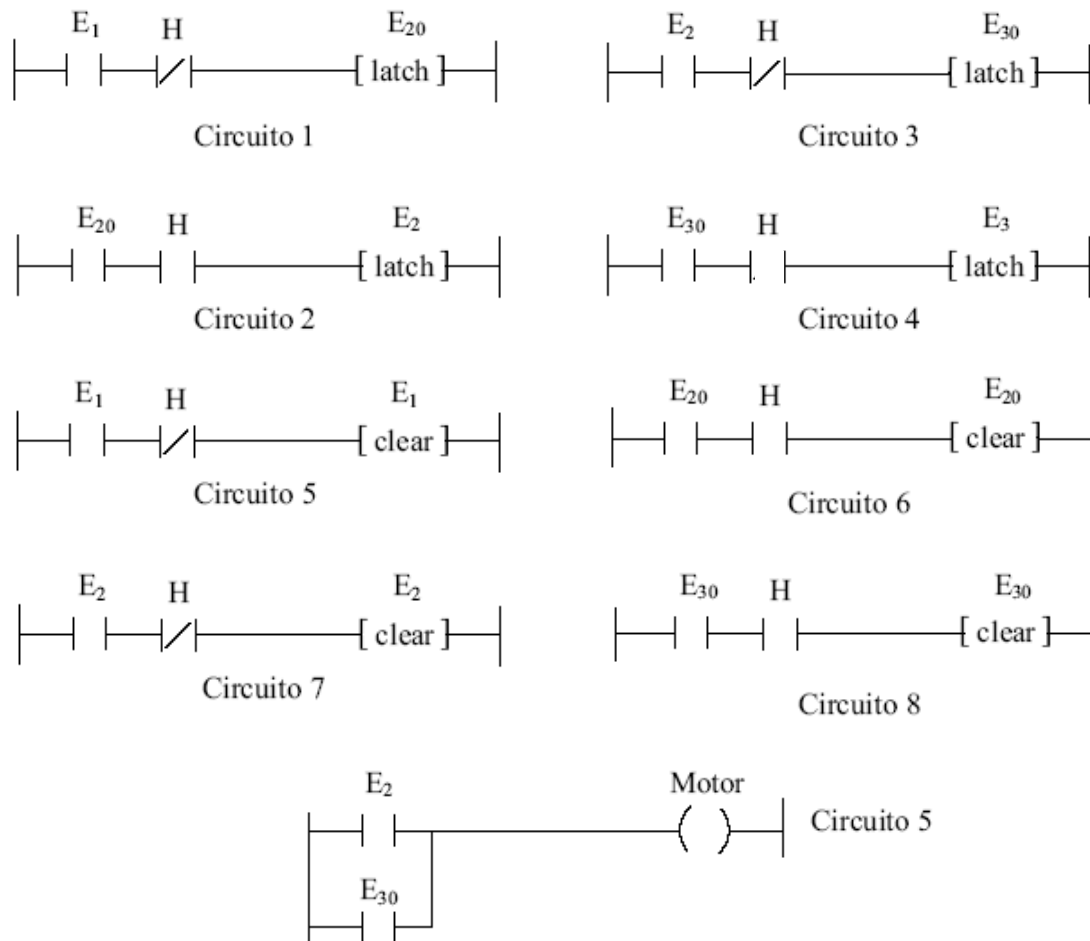 E₁ H E₂₀
[ latch ]
Circuito 1
E₂ H E₃₀
[ latch ]
Circuito 3
E₂₀ H E₂
[ latch ]
Circuito 2
E₃₀ H E₃
[ latch ]
Circuito 4
E₁ H E₁
[ clear ]
Circuito 5
E₂₀ H E₂₀
[ clear ]
Circuito 6
E₂ H E₂
[ clear ]
Circuito 7
E₃₀ H E₃₀
[ clear ]
Circuito 8
E₂ Motor
Circuito 5
E₃₀